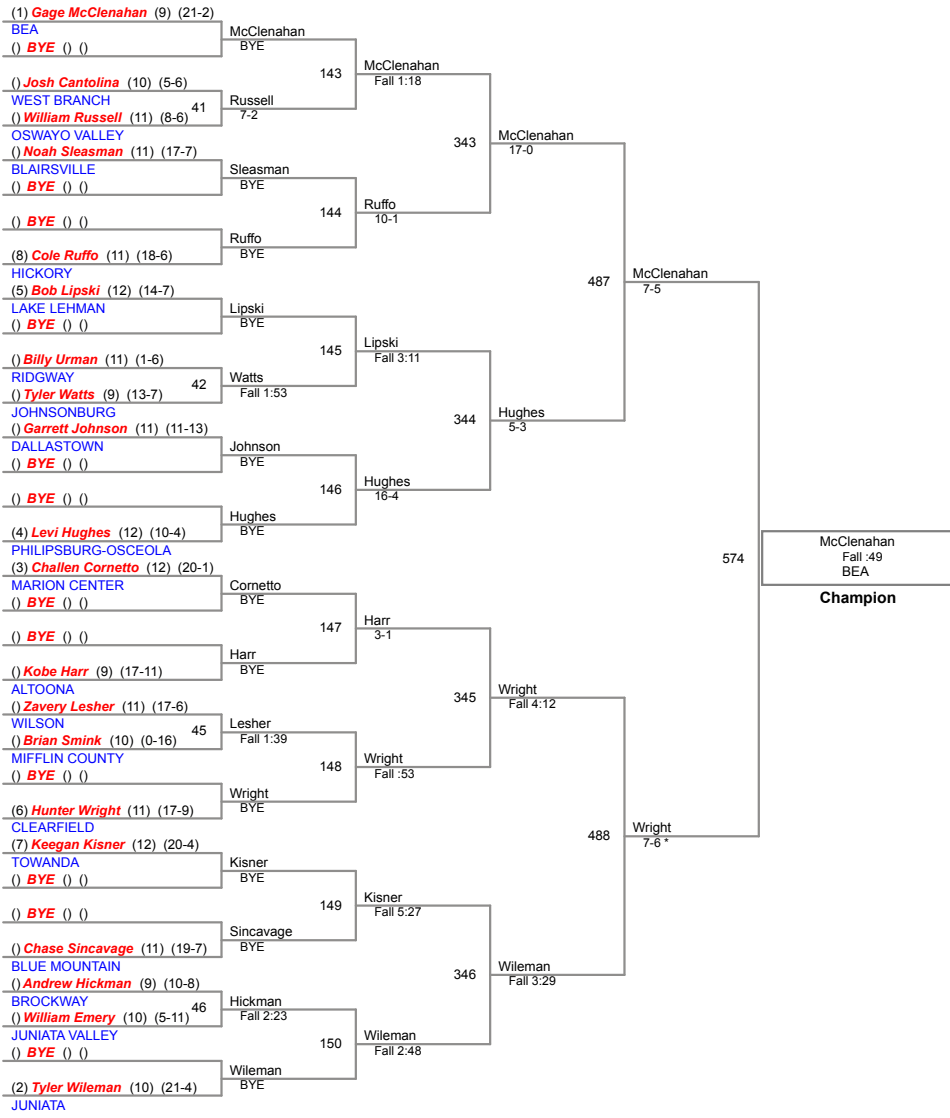 (1) Gage McClenahan (9) (21-2)
BEA
() BYE () ()
() Josh Cantolina (10) (5-6)
WEST BRANCH
() William Russell (11) (8-6)
OSWAYO VALLEY
() Noah Sleasman (11) (17-7)
BLAIRSVILLE
() BYE () ()
() BYE () ()
(8) Cole Ruffo (11) (18-6)
HICKORY
(5) Bob Lipski (12) (14-7)
LAKE LEHMAN
() BYE () ()
() Billy Urman (11) (1-6)
RIDGWAY
() Tyler Watts (9) (13-7)
JOHNSONBURG
() Garrett Johnson (11) (11-13)
DALLASTOWN
() BYE () ()
() BYE () ()
(4) Levi Hughes (12) (10-4)
PHILIPSBURG-OSCEOLA
(3) Challen Cornetto (12) (20-1)
MARION CENTER
() BYE () ()
() BYE () ()
() Kobe Harr (9) (17-11)
ALTOONA
() Zavery Lesher (11) (17-6)
WILSON
() Brian Smink (10) (0-16)
MIFFLIN COUNTY
() BYE () ()
(6) Hunter Wright (11) (17-9)
CLEARFIELD
(7) Keegan Kisner (12) (20-4)
TOWANDA
() BYE () ()
() BYE () ()
() Chase Sincavage (11) (19-7)
BLUE MOUNTAIN
() Andrew Hickman (9) (10-8)
BROCKWAY
() William Emery (10) (5-11)
JUNIATA VALLEY
() BYE () ()
(2) Tyler Wileman (10) (21-4)
JUNIATA
41
42
45
46
McClenahan
BYE
Russell
7-2
Sleasman
BYE
Ruffo
BYE
Lipski
BYE
Watts
Fall 1:53
Johnson
BYE
Hughes
BYE
Cornetto
BYE
Harr
BYE
Lesher
Fall 1:39
Wright
BYE
Kisner
BYE
Sincavage
BYE
Hickman
Fall 2:23
Wileman
BYE
143
144
145
146
147
148
149
150
McClenahan
Fall 1:18
Ruffo
10-1
Lipski
Fall 3:11
Hughes
16-4
Harr
3-1
Wright
Fall :53
Kisner
Fall 5:27
Wileman
Fall 2:48
343
344
345
346
McClenahan
17-0
Hughes
5-3
Wright
Fall 4:12
Wileman
Fall 3:29
487
488
McClenahan
7-5
Wright
7-6 *
574
McClenahan
Fall :49
BEA
Champion